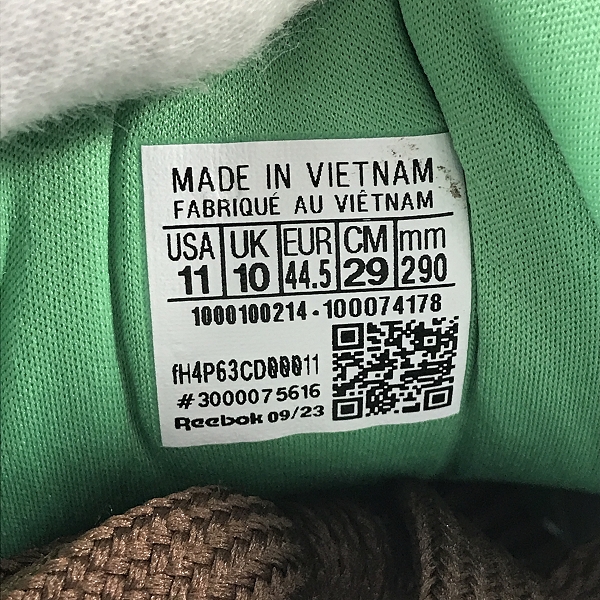 MADE IN VIETNAM
FABRIQUÉ AU VIÊTNAM
USA UK EUR CM mm
11 10 44.5 29 290
1000100214-100074178
fH4P63CD00011
#3000075616
Reebok 09/23